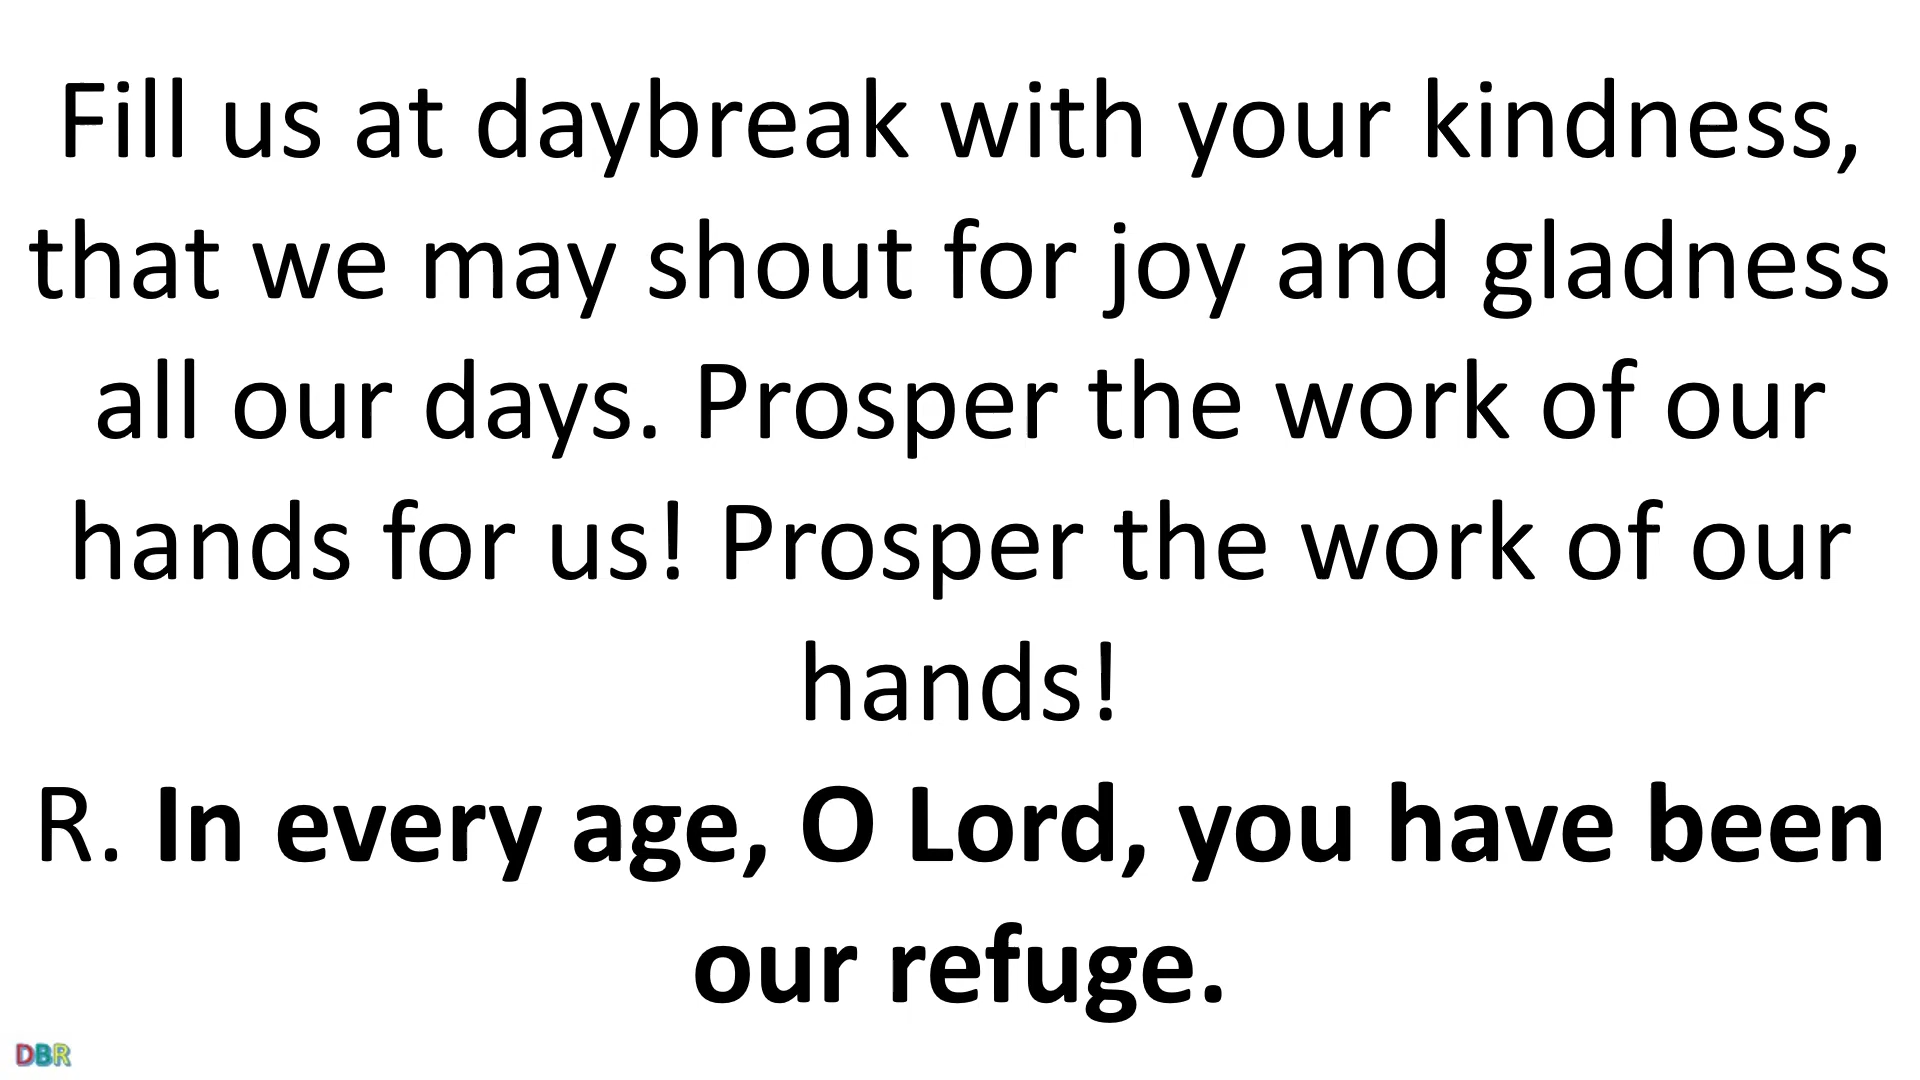 Fill us at daybreak with your kindness,
that we may shout for joy and gladness
all our days. Prosper the work of our
hands for us! Prosper the work of our
hands!
R. In every age, O Lord, you have been
our refuge.
DBR